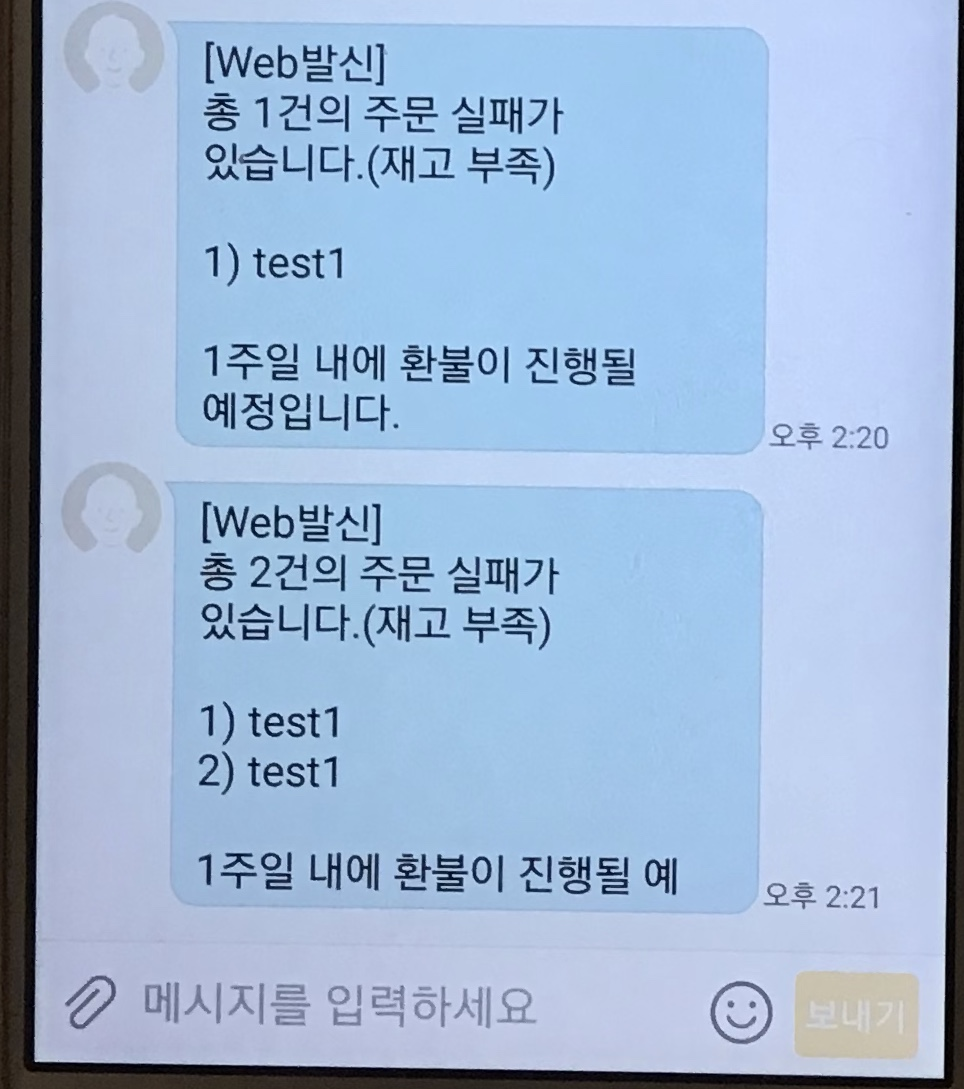 [Web발신]
총 1건의 주문 실패가
있습니다.(재고 부족)
1) test1
1주일 내에 환불이 진행될
예정입니다.
오후 2:20
[Web발신]
총 2건의 주문 실패가
있습니다.(재고 부족)
1) test1
2) test1
1주일 내에 환불이 진행될 예
오후 2:21
메시지를 입력하세요
보내기